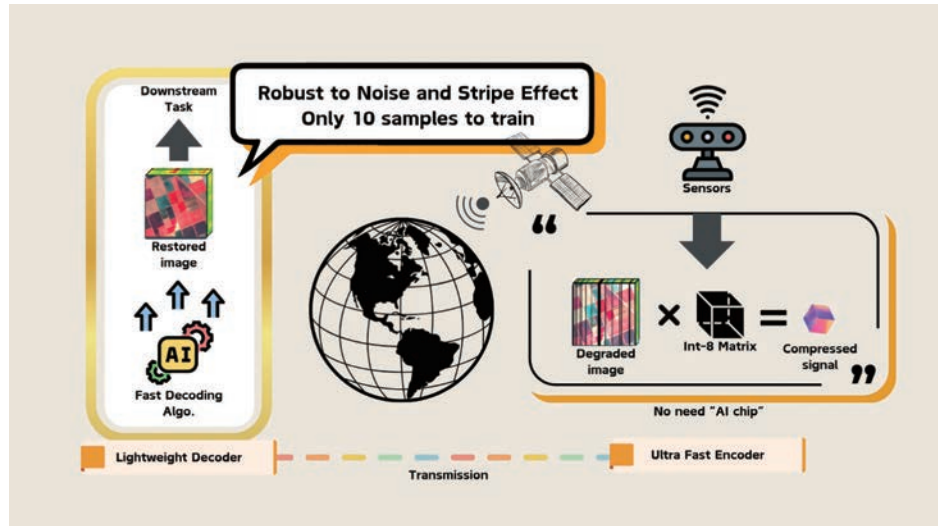 Downstream
Task
Robust to Noise and Stripe Effect
Only 10 samples to train
Restored
image
AI
Fast Decoding
Algo.
Sensors
“
Degraded
image
×
Int-8 Matrix
=
Compressed
signal
”
No need "AI chip"
Lightweight Decoder
Transmission
Ultra Fast Encoder